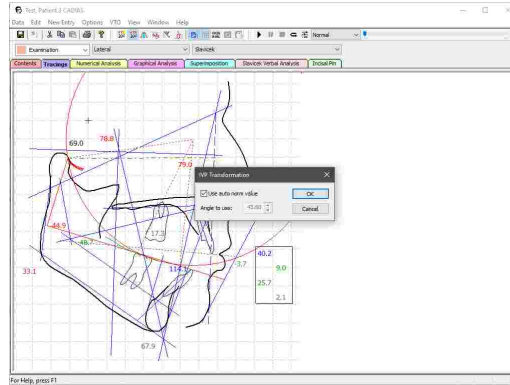 Test, Patient 2 CADIAS
Data Edit New Entry Options VTO View Window Help
Normal
Examination Lateral Slavicek
Contents Tracings Numerical Analysis Graphical Analysis Superimposition Slavicek Verbal Analysis Incisal Pin
78.8
69.0
79.0
IVP Transformation
Use auto norm value
OK
Angle to use:
Cancel
44.9
48.7
17.3
33.1
114.1
3.7
40.2
9.0
25.7
2.1
67.9
For Help, press F1